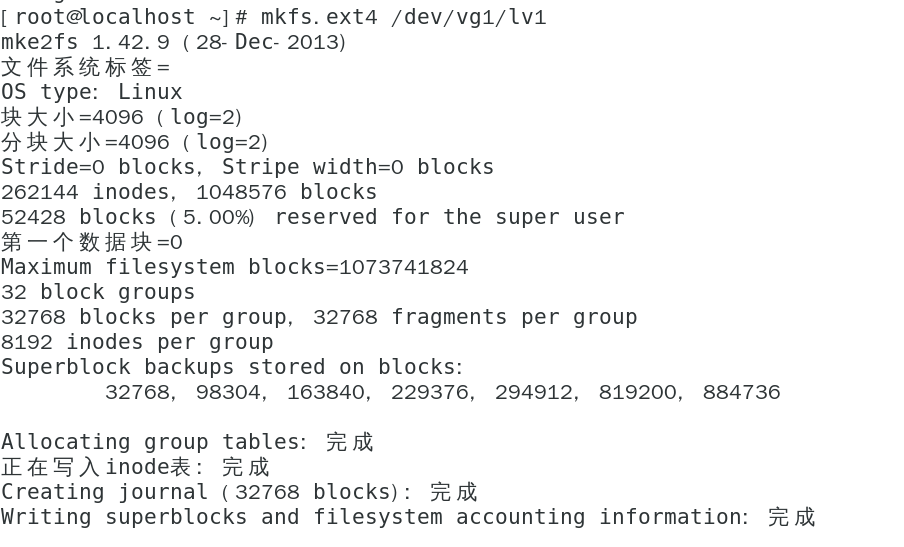 [root@localhost ~]# mkfs.ext4 /dev/vg1/lv1
mke2fs 1.42.9 (28-Dec-2013)
文件系统标签=
OS type: Linux
块大小=4096 (log=2)
分块大小=4096 (log=2)
Stride=0 blocks, Stripe width=0 blocks
262144 inodes, 1048576 blocks
52428 blocks (5.00%) reserved for the super user
第一个数据块=0
Maximum filesystem blocks=1073741824
32 block groups
32768 blocks per group, 32768 fragments per group
8192 inodes per group
Superblock backups stored on blocks:
32768, 98304, 163840, 229376, 294912, 819200, 884736
Allocating group tables: 完成
正在写入inode表: 完成
Creating journal (32768 blocks): 完成
Writing superblocks and filesystem accounting information: 完成